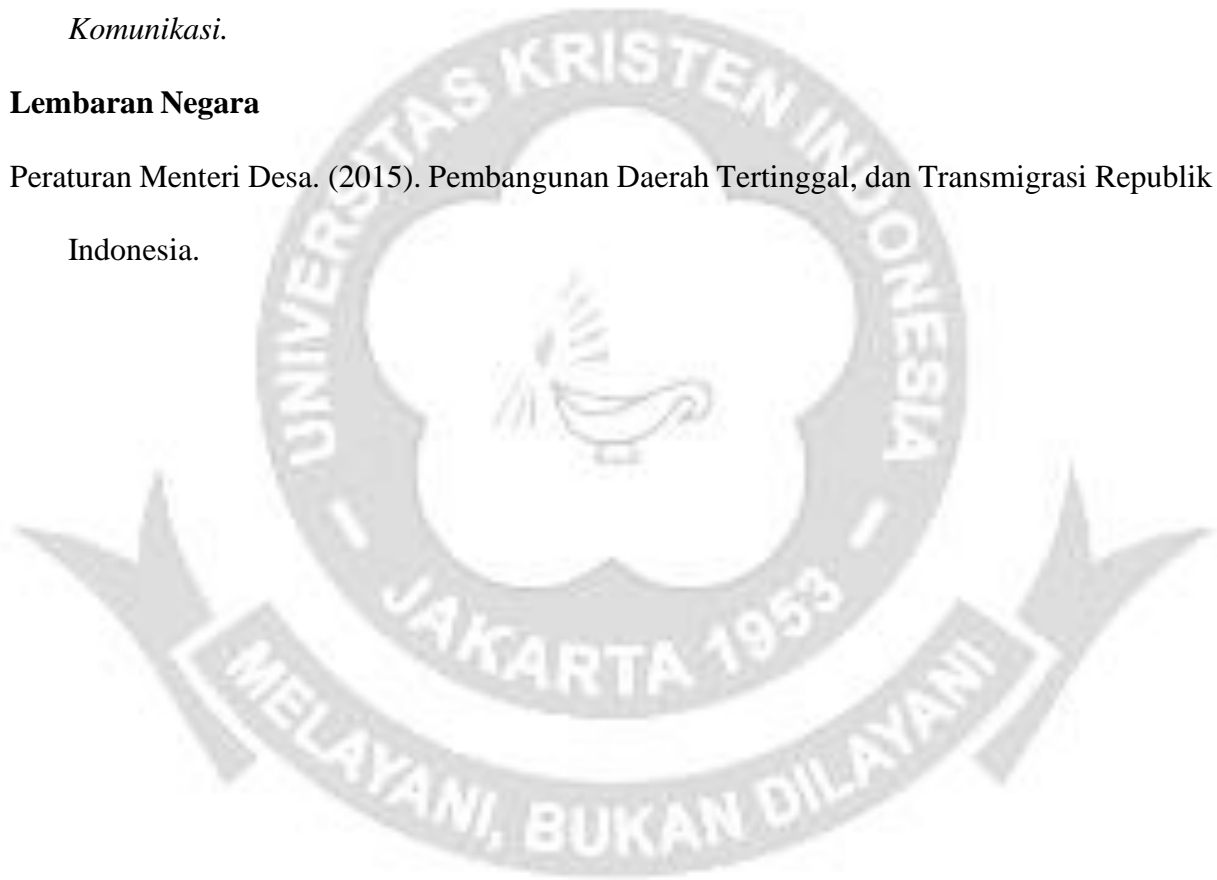 Komunikasi.
Lembaran Negara
Peraturan Menteri Desa. (2015). Pembangunan Daerah Tertinggal, dan Transmigrasi Republik
Indonesia.
UNIVERSITAS KRISTEN INDONESIA
- JAKARTA 1953 -
MELAYANI, BUKAN DILAYANI